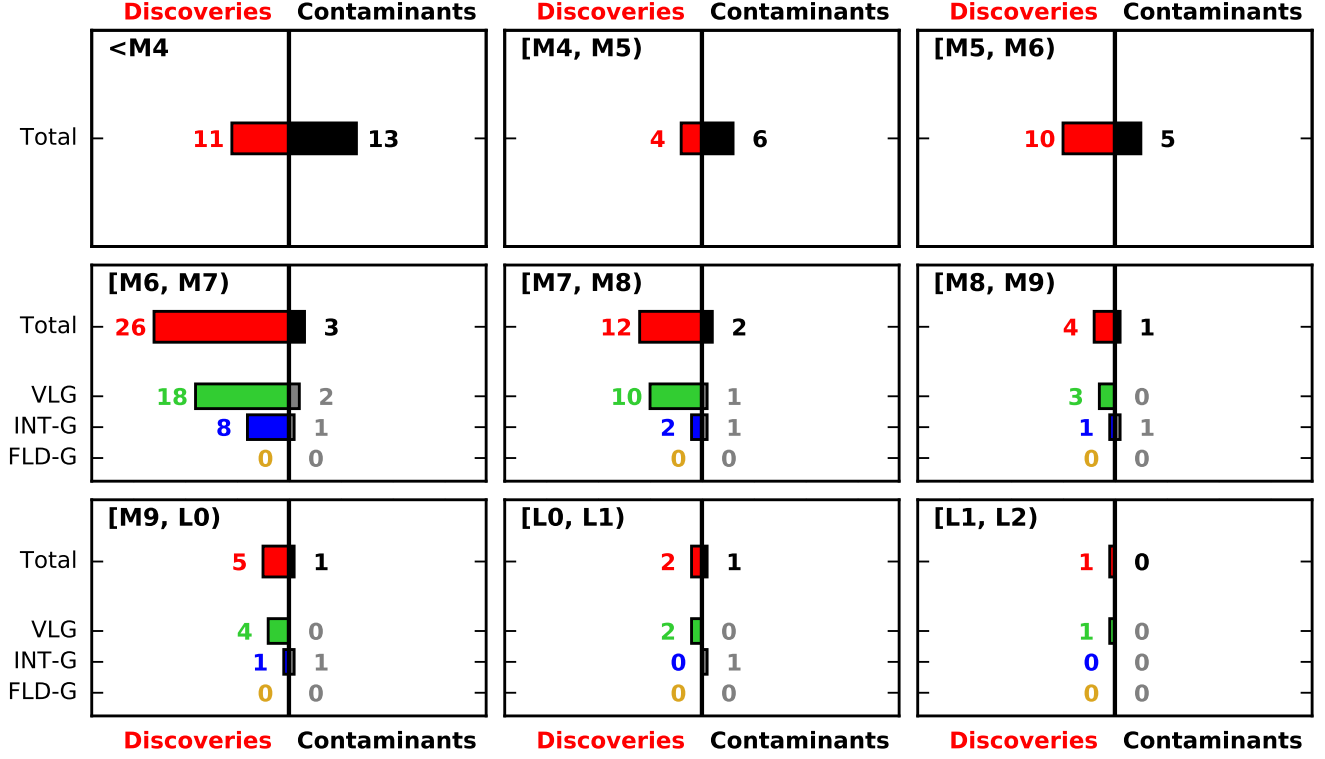 Discoveries Contaminants Discoveries Contaminants Discoveries Contaminants
<M4 [M4, M5) [M5, M6)
Total 11 13 4 6 10 5
[M6, M7) [M7, M8) [M8, M9)
Total 26 3 12 2 4 1
VLG 18 2 10 1 3 0
INT-G 8 1 2 1 1 1
FLD-G 0 0 0 0 0 0
[M9, L0) [L0, L1) [L1, L2)
Total 5 1 2 1 1 0
VLG 4 0 2 0 1 0
INT-G 1 1 0 1 0 0
FLD-G 0 0 0 0 0 0
Discoveries Contaminants Discoveries Contaminants Discoveries Contaminants